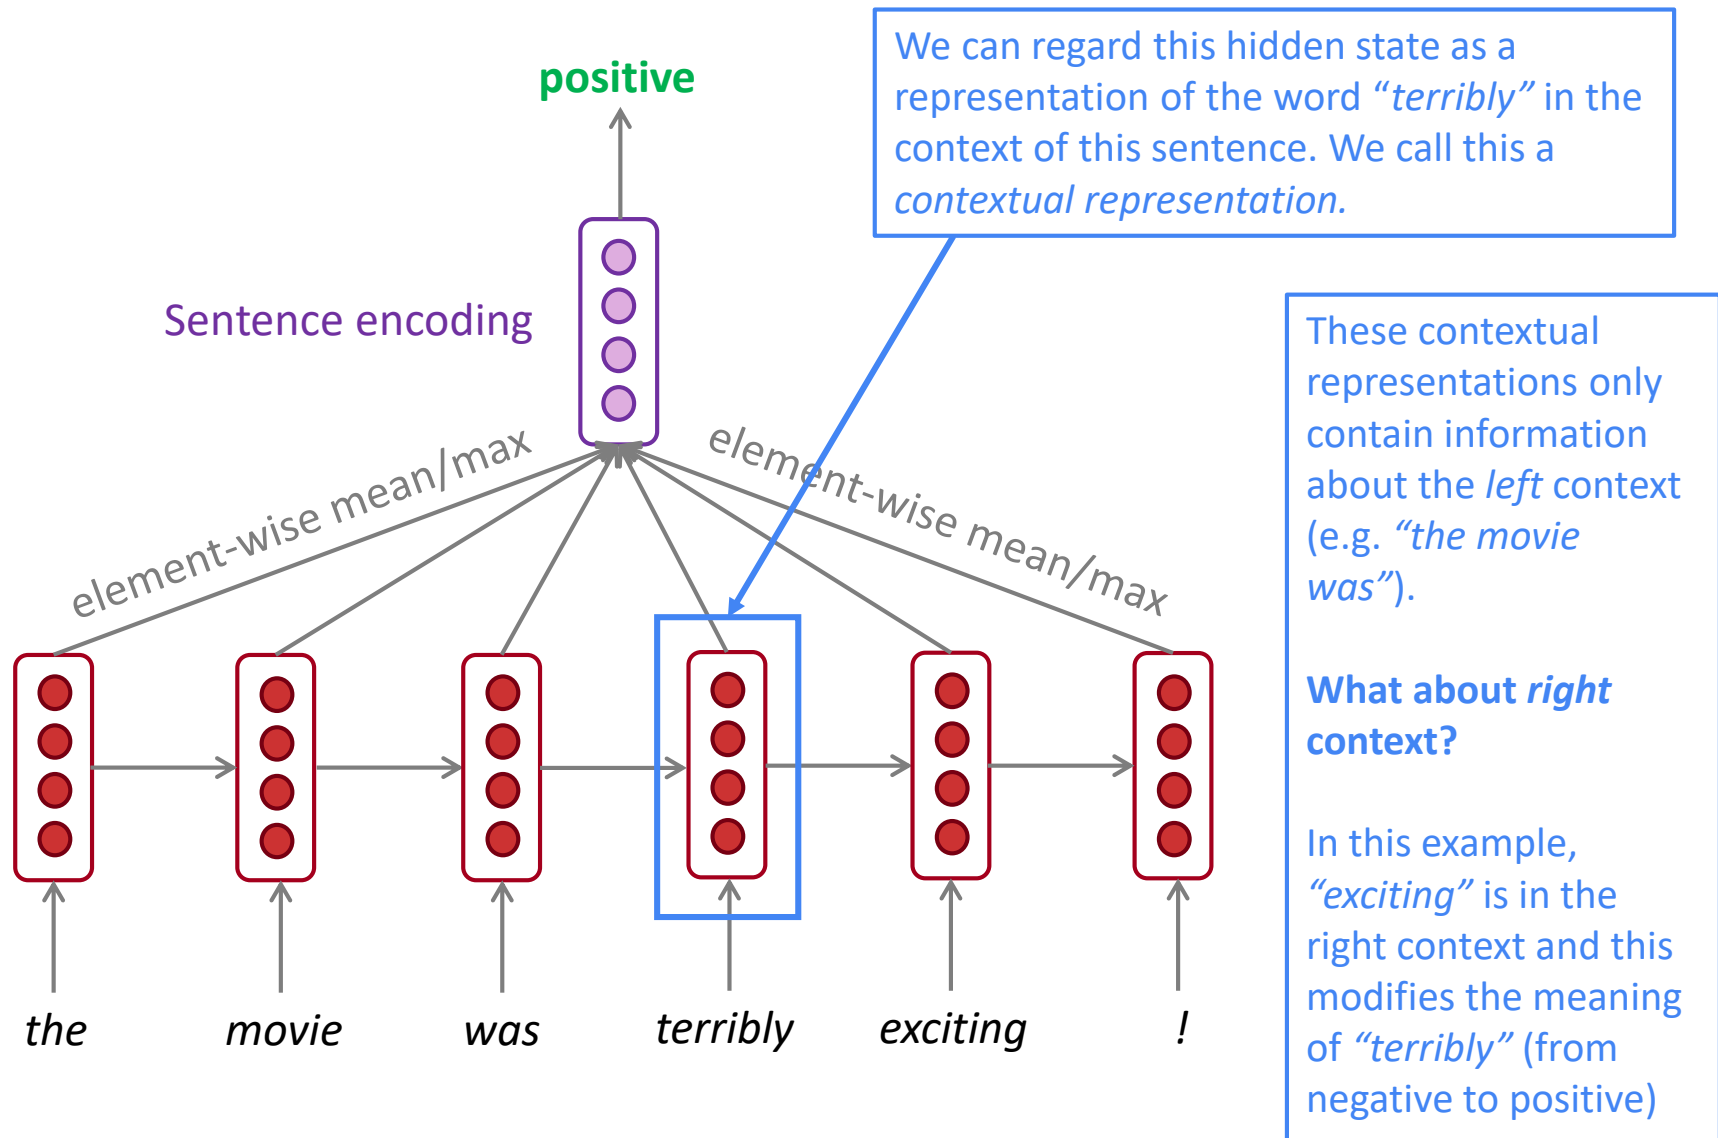 positive
We can regard this hidden state as a
representation of the word “terribly” in the
context of this sentence. We call this a
contextual representation.
Sentence encoding
element-wise mean/max
element-wise mean/max
These contextual
representations only
contain information
about the left context
(e.g. “the movie
was”).
What about right
context?
In this example,
“exciting” is in the
right context and this
modifies the meaning
of “terribly” (from
negative to positive)
the movie was terribly exciting !